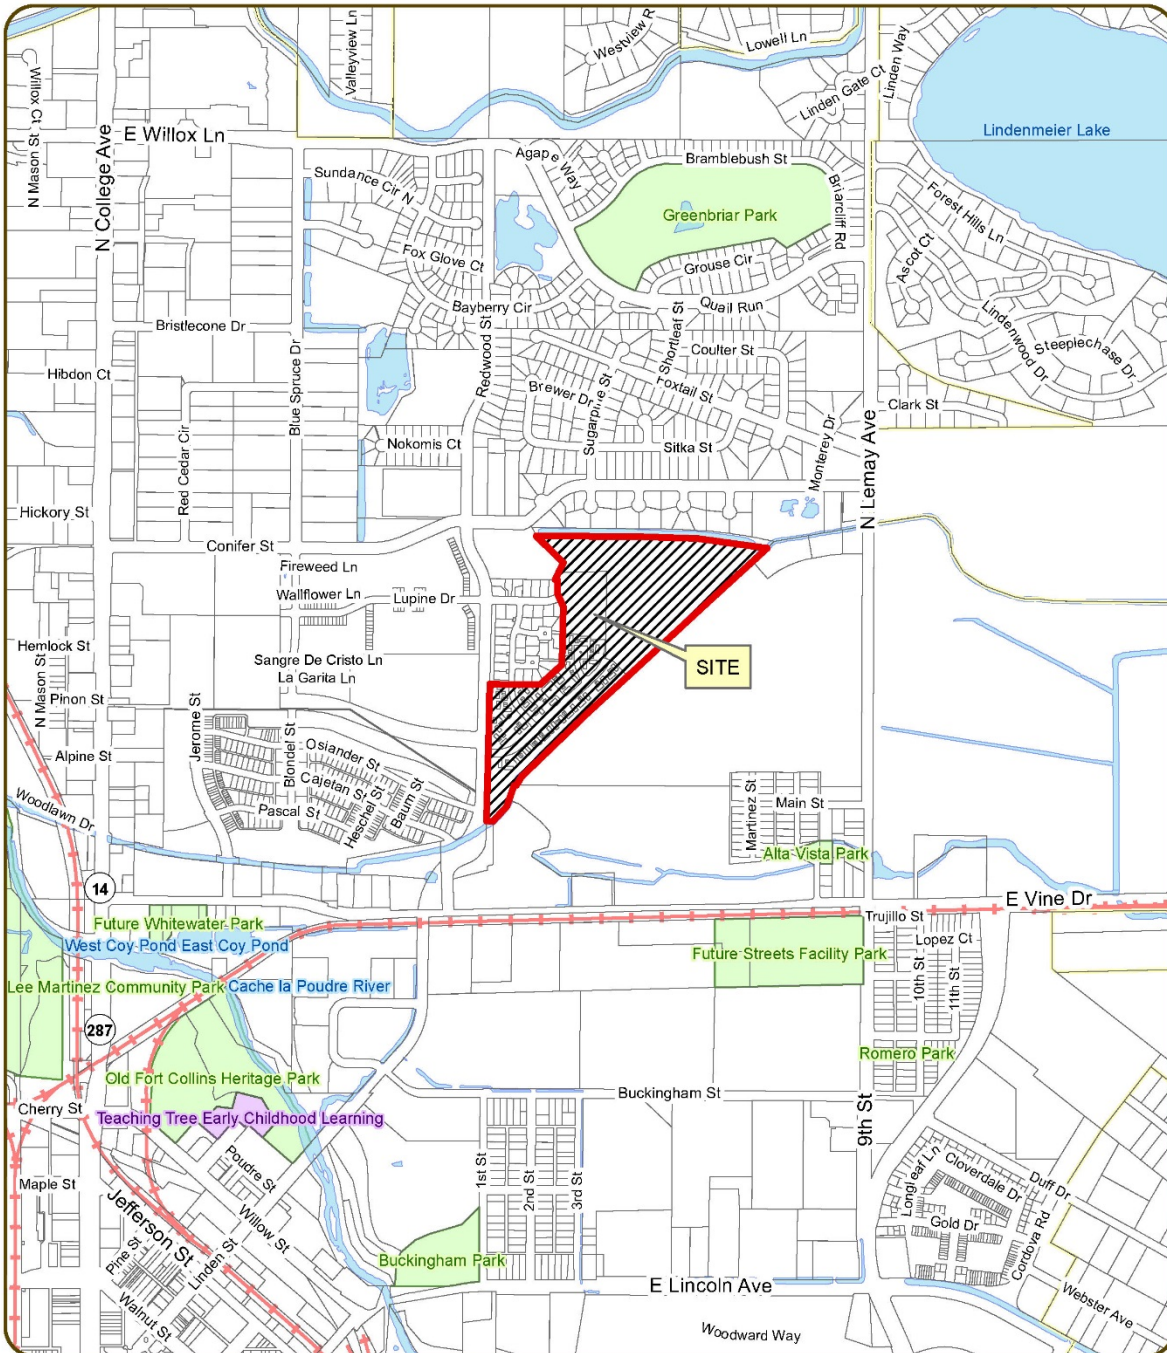 Westview R
Lowell Ln
Valleyview Ln
Linden Way
Willox Ct
Linden Gate Ct
Lindenmeier Lake
E Willox Ln
N Mason St
N College Ave
Agape Way
Bramblebush St
Sundance Cir N
Briarcliff Rd
Forest Hills Ln
Greenbriar Park
Fox Glove Ct
Grouse Cir
Ascot Ct
Bayberry Cir
Quail Run
Bristlecone Dr
Redwood St
Shortleaf St
Lindenwood Dr
Steeplechase Dr
Coulter St
Hibdon Ct
Blue Spruce Dr
Brewer Dr
Foxtail St
Sugarpine St
Clark St
Red Cedar Cir
Nokomis Ct
Sitka St
Monterey Dr
N Lemay Ave
Hickory St
Conifer St
Fireweed Ln
Wallflower Ln
Lupine Dr
Hemlock St
N Mason St
Sangre De Cristo Ln
La Garita Ln
SITE
Pinon St
Jerome St
Blondel St
Osiander St
Alpine St
Cajetan St
Heschel St
Baum St
Woodlawn Dr
Pascal St
Martinez St
Main St
Alta Vista Park
14
E Vine Dr
Future Whitewater Park
Trujillo St
West Coy Pond East Coy Pond
Lopez Ct
Future Streets Facility Park
10th St
11th St
Lee Martinez Community Park
Cache la Poudre River
287
Romero Park
Old Fort Collins Heritage Park
Buckingham St
Cherry St
Teaching Tree Early Childhood Learning
9th St
Longleaf Ln
Cloverdale Dr
Duff Dr
Poudre St
1st St
2nd St
3rd St
Maple St
Jefferson St
Willow St
Gold Dr
Cordova Rd
Pine St
Linden St
Buckingham Park
E Lincoln Ave
Webster Ave
Walnut St
Woodward Way